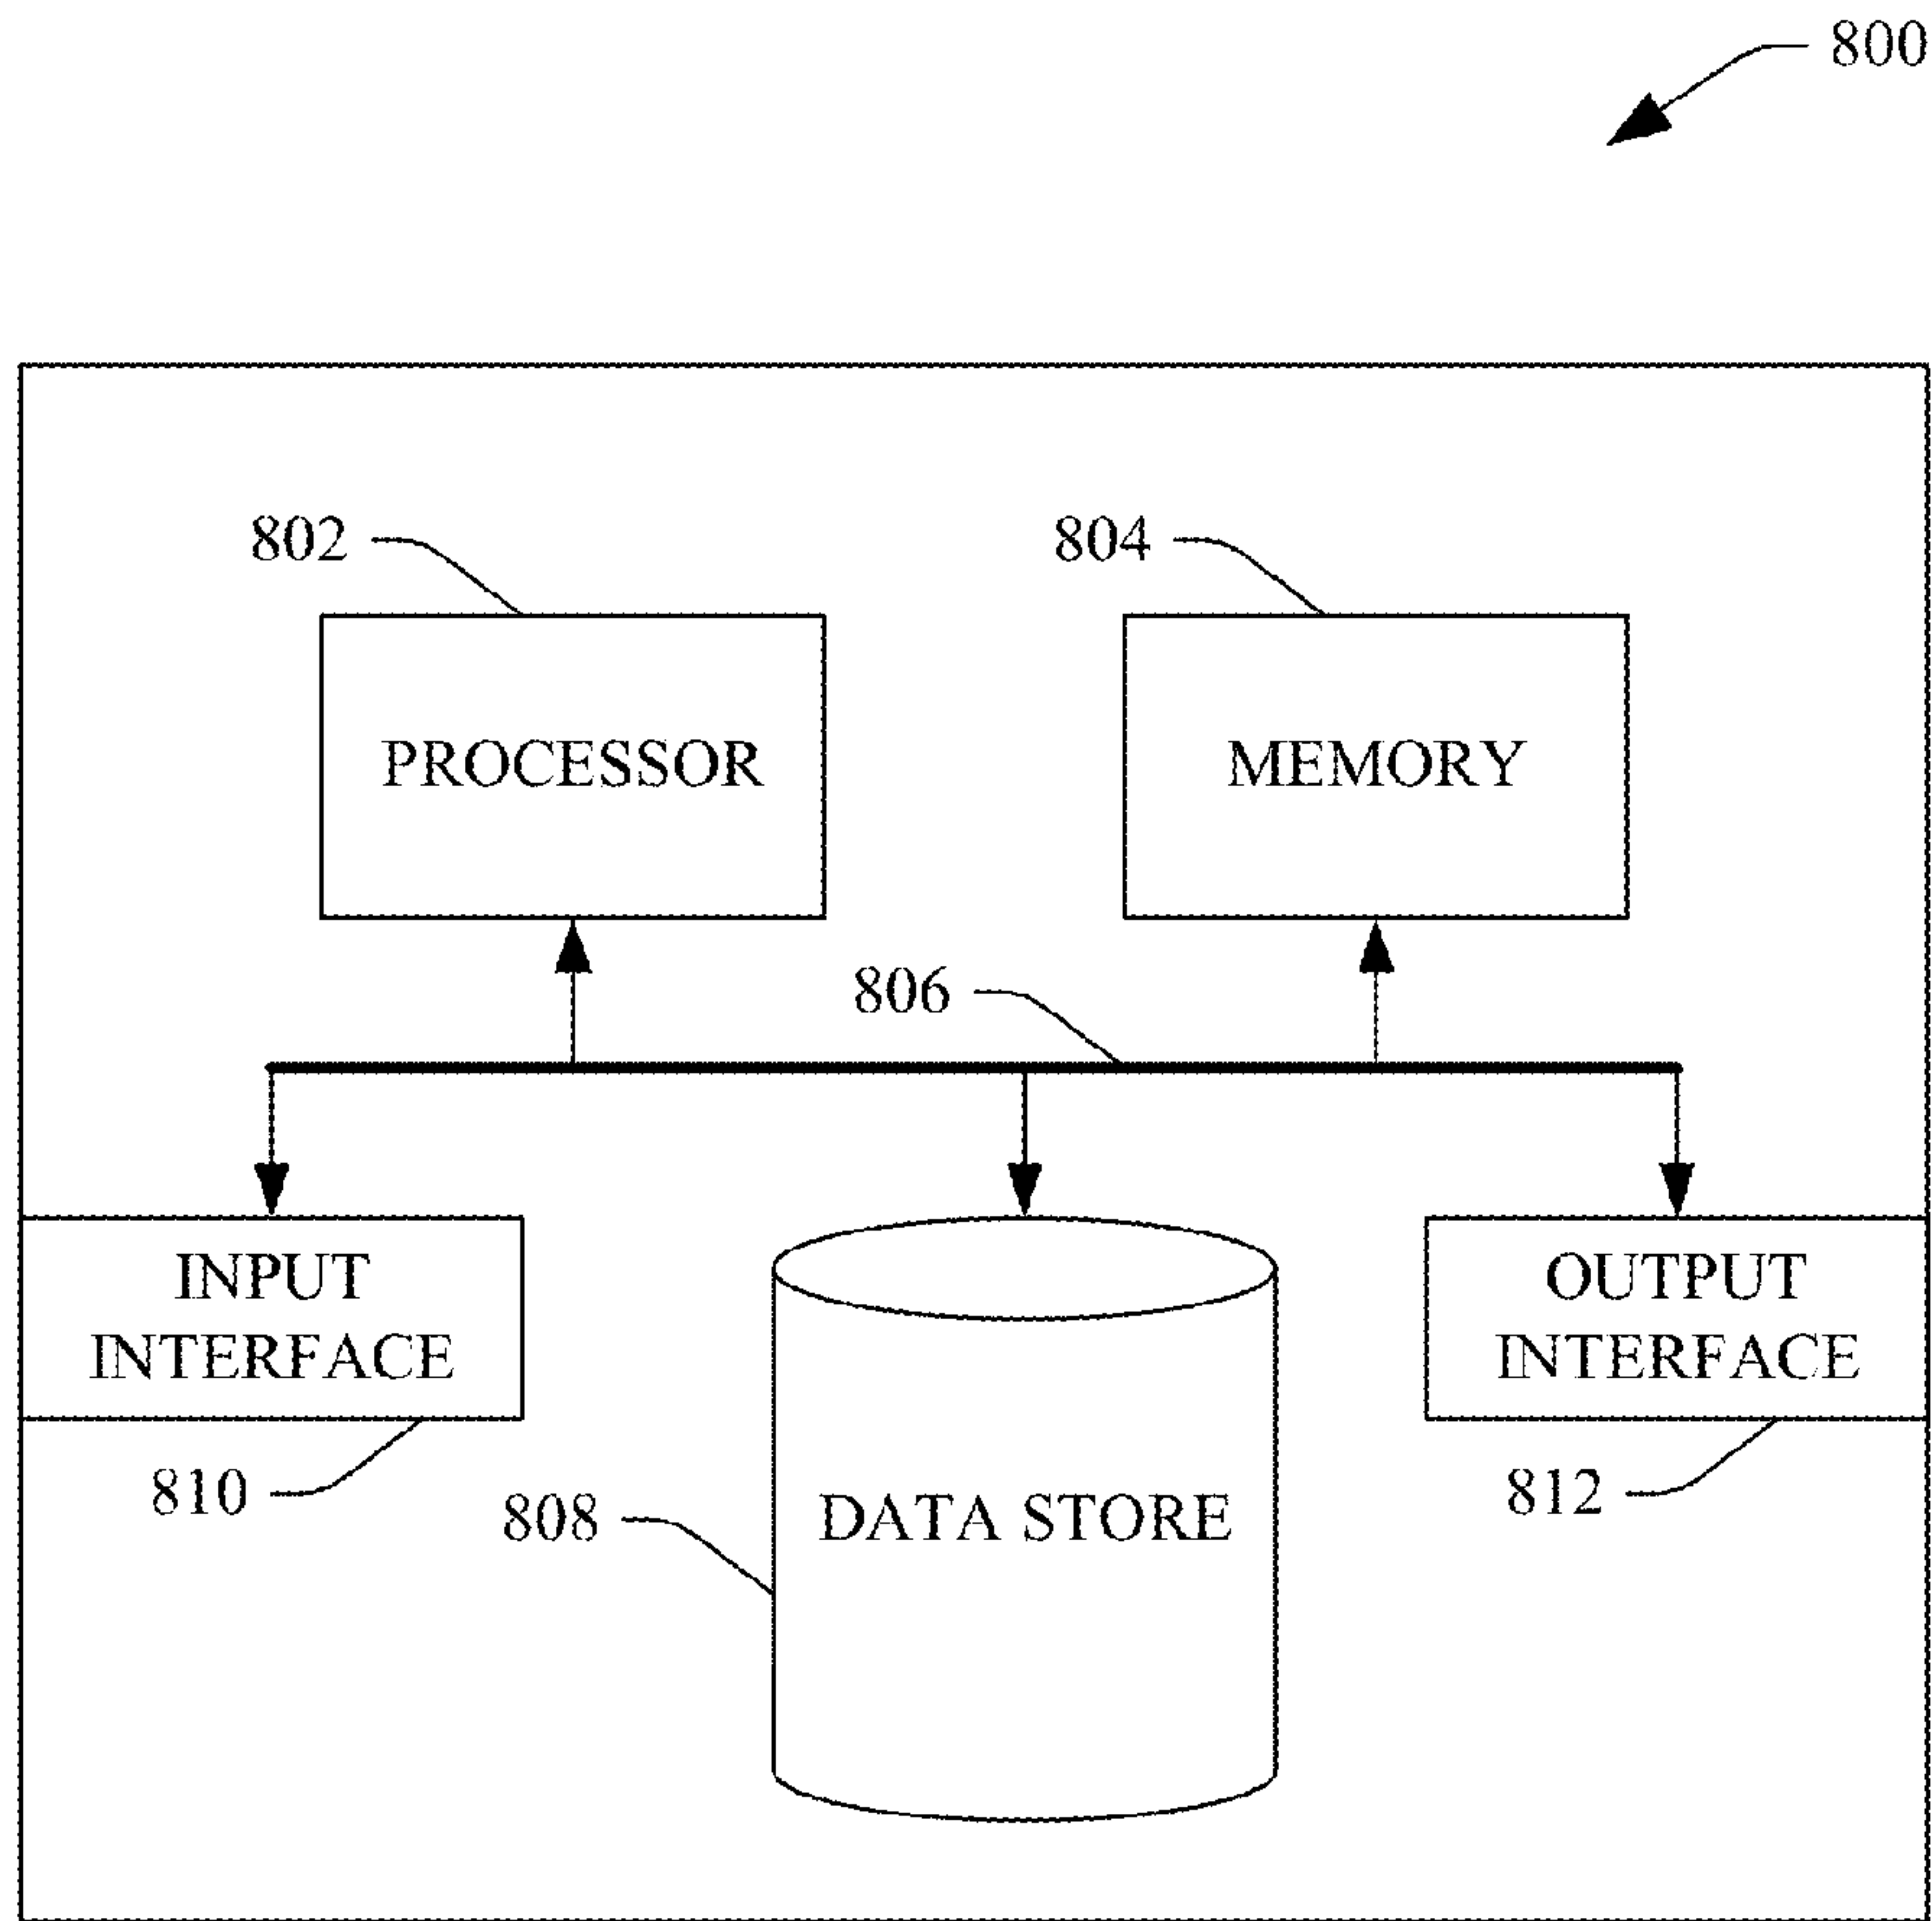 800
802
804
PROCESSOR
MEMORY
806
INPUT
INTERFACE
OUTPUT
INTERFACE
810
808
DATA STORE
812